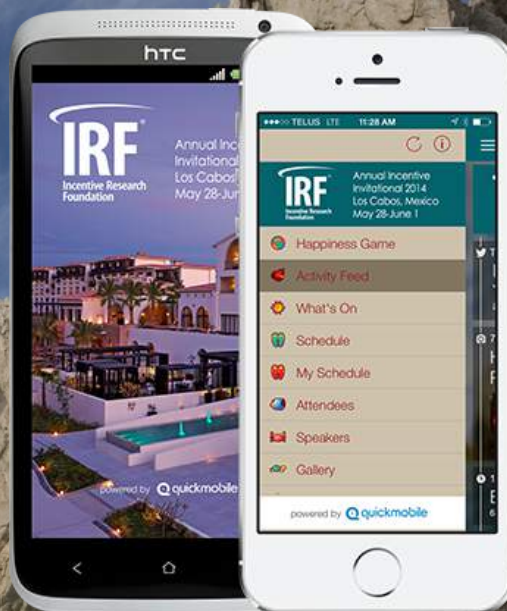 hTC
IRF®
Incentive Research
Foundation
Annual Inc
Invitational
Los Cabos
May 28-Ju
powered by quickmobile
TELUS LTE 11:28 AM
IRF
Incentive Research
Foundation
Annual Incentive
Invitational 2014
Los Cabos, Mexico
May 28-June 1
Happiness Game
Activity Feed
What's On
Schedule
My Schedule
Attendees
Speakers
Gallery
powered by quickmobile